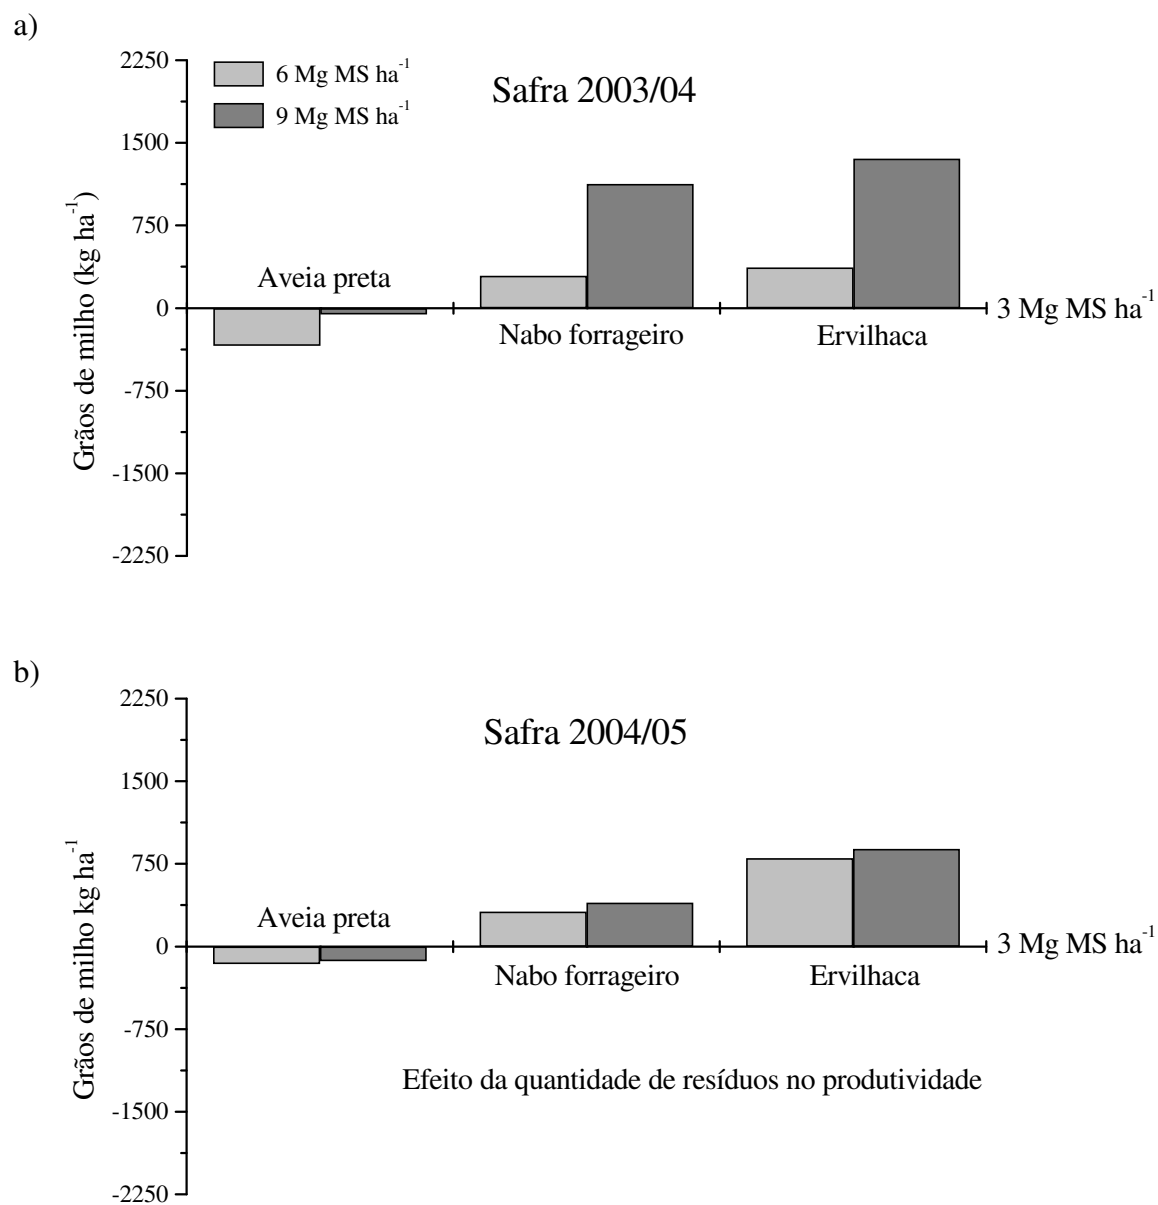 a)
2250
1500
750
0
-750
-1500
-2250
Grãos de milho (kg ha⁻¹)
6 Mg MS ha⁻¹
9 Mg MS ha⁻¹
Safra 2003/04
Aveia preta
Nabo forrageiro
Ervilhaca
3 Mg MS ha⁻¹
b)
2250
1500
750
0
-750
-1500
-2250
Grãos de milho kg ha⁻¹
Safra 2004/05
Aveia preta
Nabo forrageiro
Ervilhaca
3 Mg MS ha⁻¹
Efeito da quantidade de resíduos no produtividade